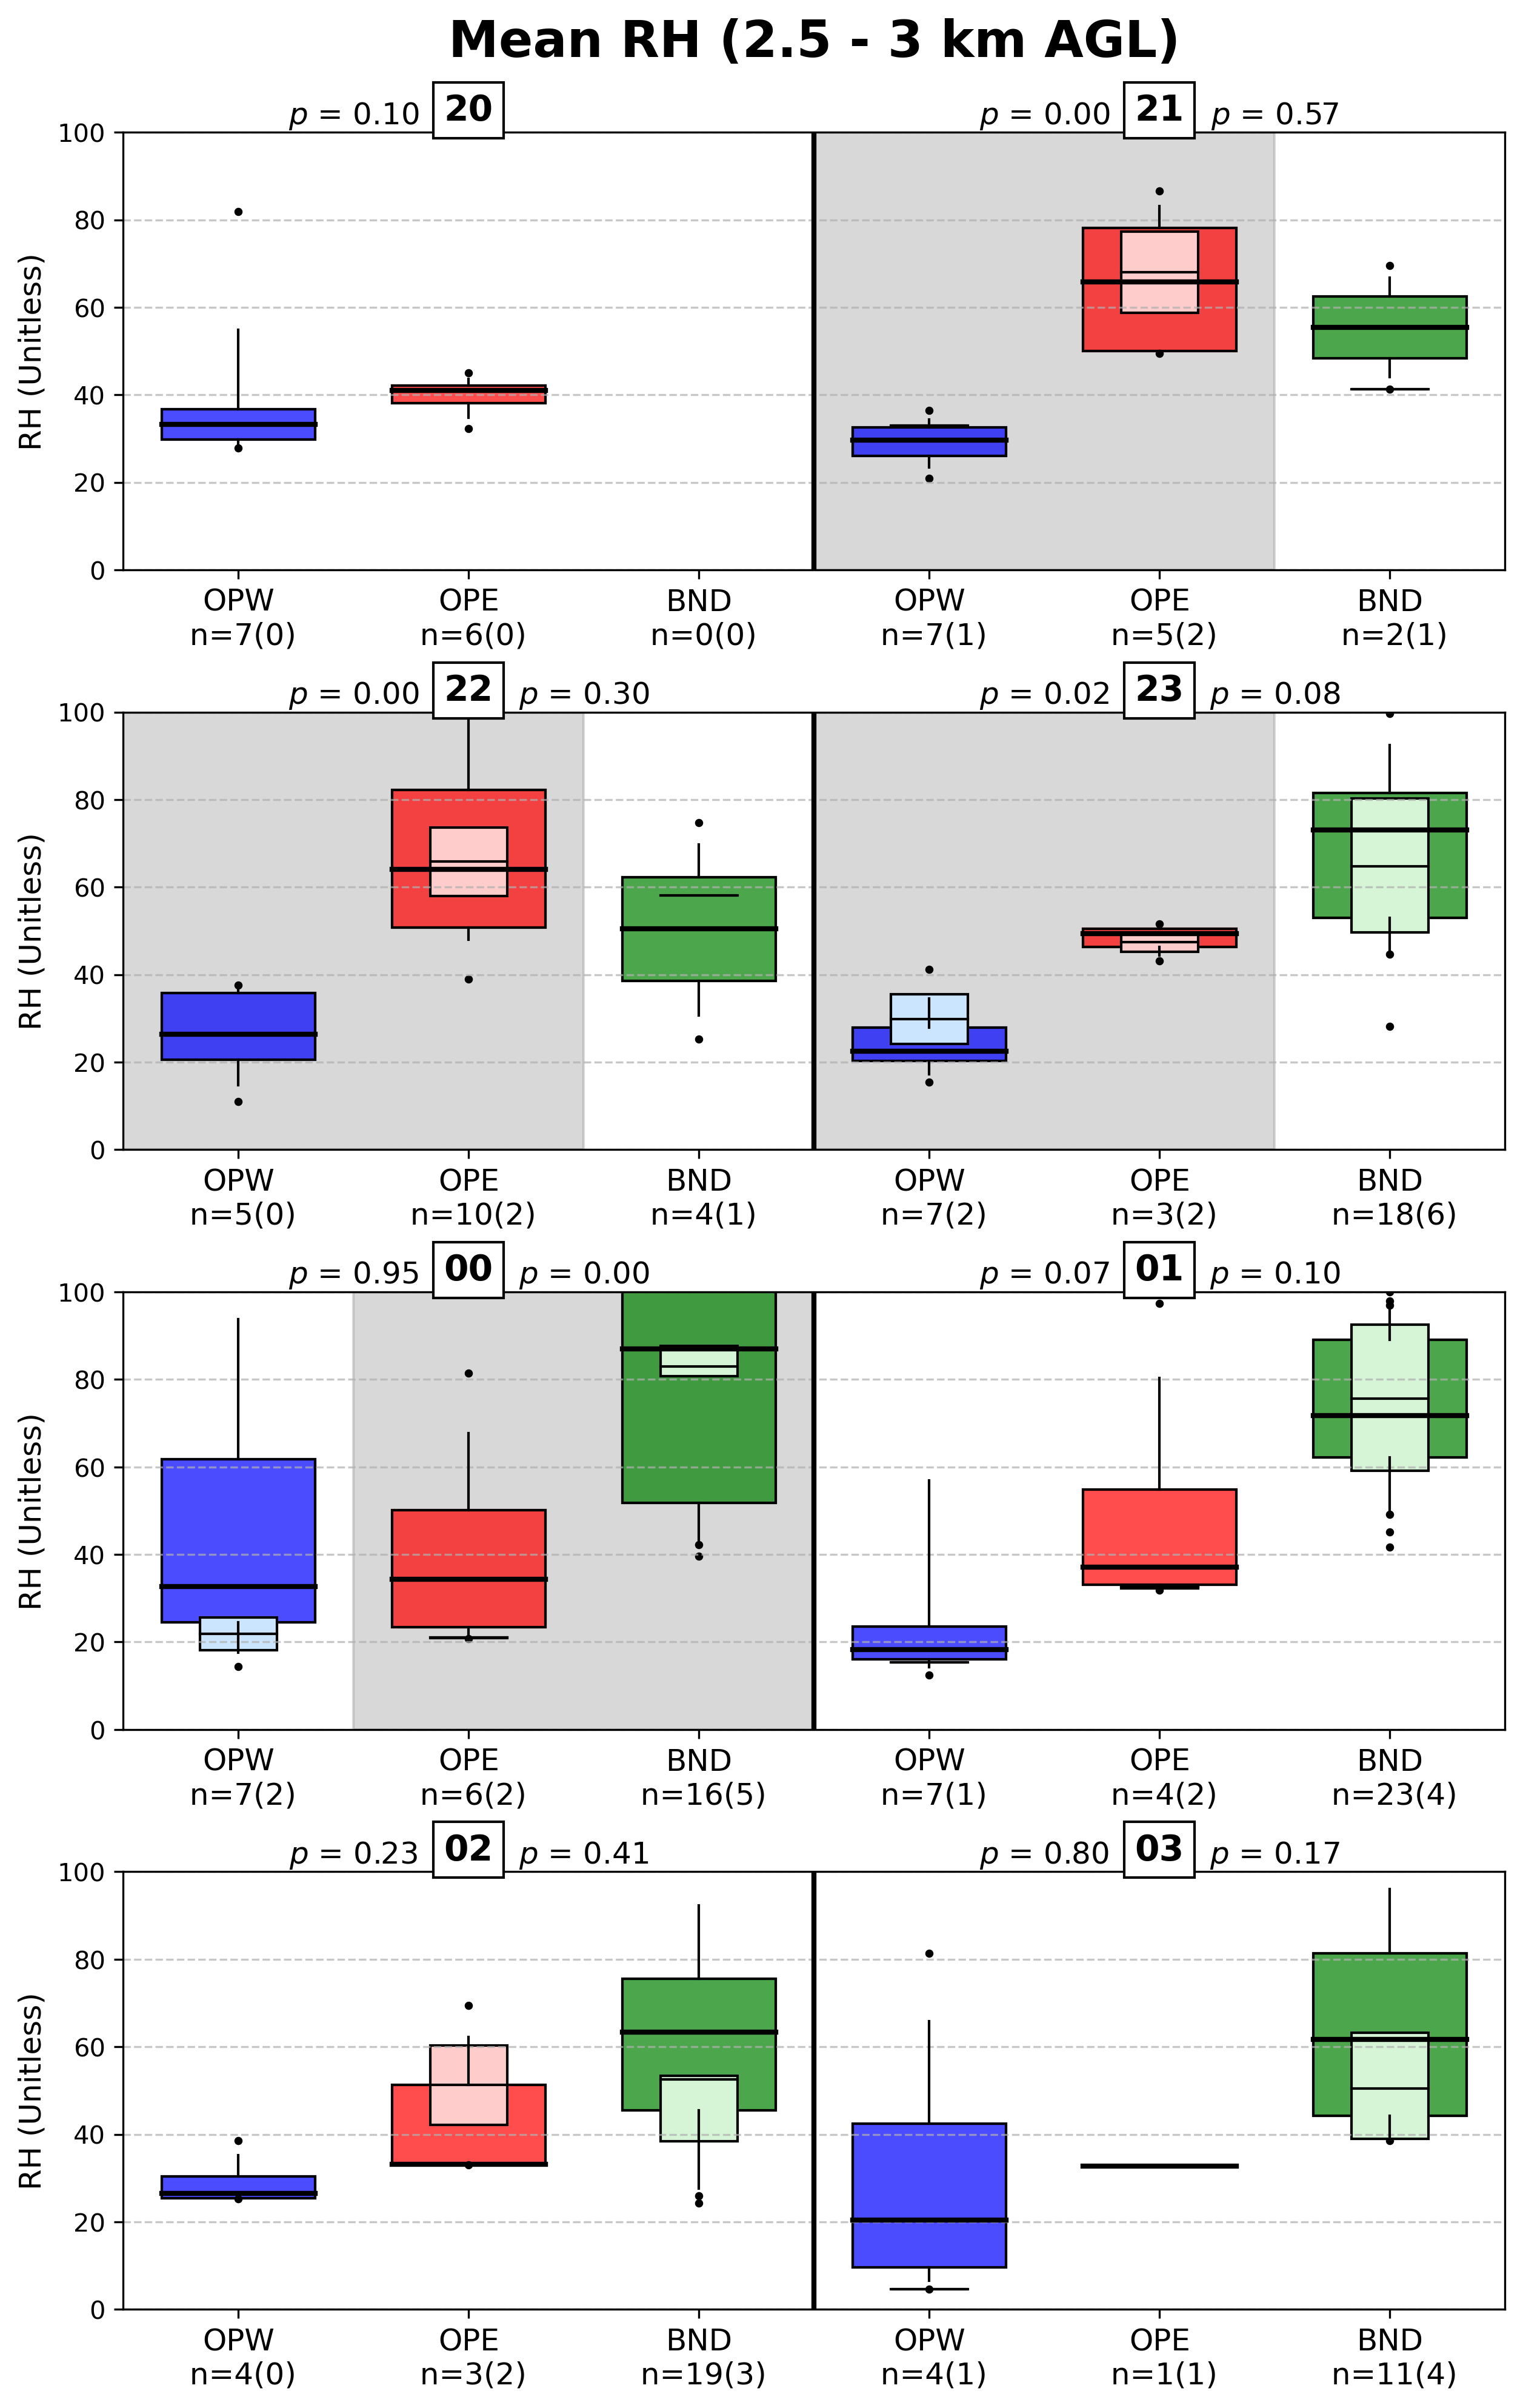 Mean RH (2.5 - 3 km AGL)
p = 0.10 20
p = 0.00 21 p = 0.57
RH (Unitless)
100
80
60
40
20
0
OPW OPE BND OPW OPE BND
n=7(0) n=6(0) n=0(0) n=7(1) n=5(2) n=2(1)
p = 0.00 22 p = 0.30
p = 0.02 23 p = 0.08
RH (Unitless)
100
80
60
40
20
0
OPW OPE BND OPW OPE BND
n=5(0) n=10(2) n=4(1) n=7(2) n=3(2) n=18(6)
p = 0.95 00 p = 0.00
p = 0.07 01 p = 0.10
RH (Unitless)
100
80
60
40
20
0
OPW OPE BND OPW OPE BND
n=7(2) n=6(2) n=16(5) n=7(1) n=4(2) n=23(4)
p = 0.23 02 p = 0.41
p = 0.80 03 p = 0.17
RH (Unitless)
100
80
60
40
20
0
OPW OPE BND OPW OPE BND
n=4(0) n=3(2) n=19(3) n=4(1) n=1(1) n=11(4)